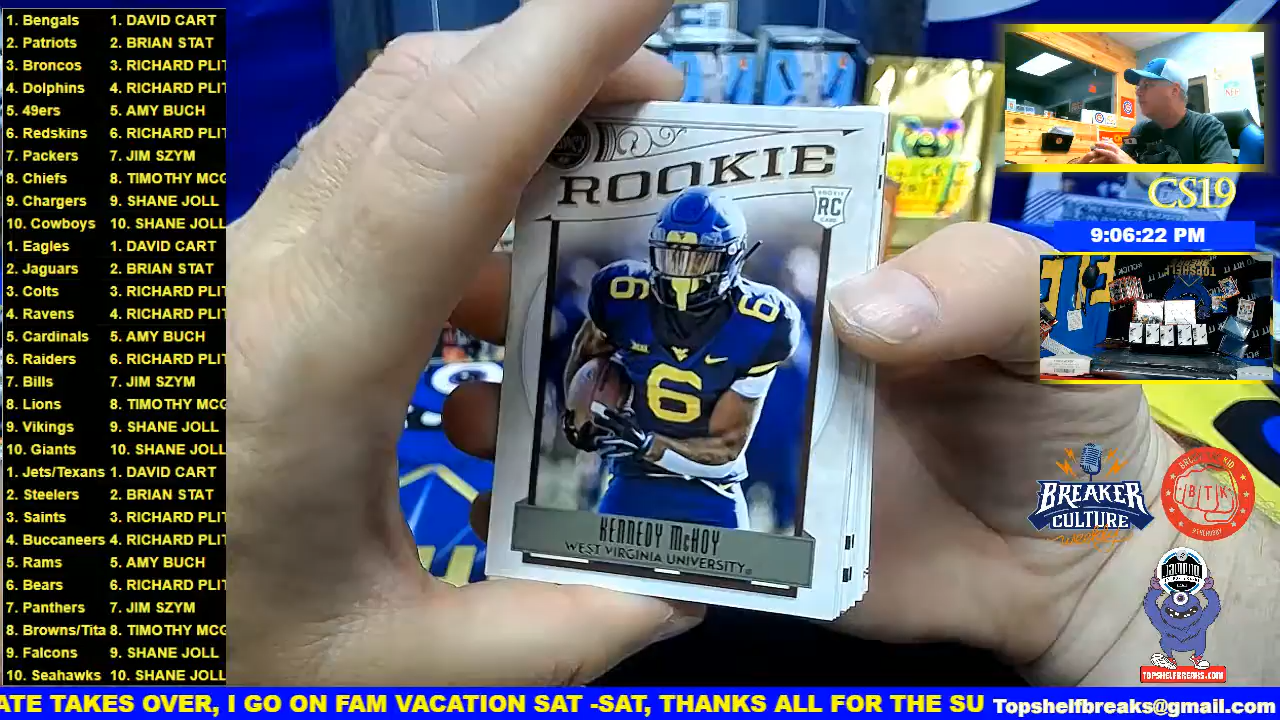 1. Bengals 1. DAVID CART
2. Patriots 2. BRIAN STAT
3. Broncos 3. RICHARD PLIT
4. Dolphins 4. RICHARD PLIT
5. 49ers 5. AMY BUCH
6. Redskins 6. RICHARD PLIT
7. Packers 7. JIM SZYM
8. Chiefs 8. TIMOTHY MCG
9. Chargers 9. SHANE JOLL
10. Cowboys 10. SHANE JOLL
1. Eagles 1. DAVID CART
2. Jaguars 2. BRIAN STAT
3. Colts 3. RICHARD PLIT
4. Ravens 4. RICHARD PLIT
5. Cardinals 5. AMY BUCH
6. Raiders 6. RICHARD PLIT
7. Bills 7. JIM SZYM
8. Lions 8. TIMOTHY MCG
9. Vikings 9. SHANE JOLL
10. Giants 10. SHANE JOLL
1. Jets/Texans 1. DAVID CART
2. Steelers 2. BRIAN STAT
3. Saints 3. RICHARD PLIT
4. Buccaneers 4. RICHARD PLIT
5. Rams 5. AMY BUCH
6. Bears 6. RICHARD PLIT
7. Panthers 7. JIM SZYM
8. Browns/Tita 8. TIMOTHY MCG
9. Falcons 9. SHANE JOLL
10. Seahawks 10. SHANE JOLL
ROOKIE
ROOKIE
RC
CARD
6
6
6
KENNEDY McKOY
WEST VIRGINIA UNIVERSITY
CS19
9:06:22 PM
BREAKER
CULTURE
BTK
TOPSHELFBREAKS.COM
ATE TAKES OVER, I GO ON FAM VACATION SAT -SAT, THANKS ALL FOR THE SU
Topshelfbreaks@gmail.com